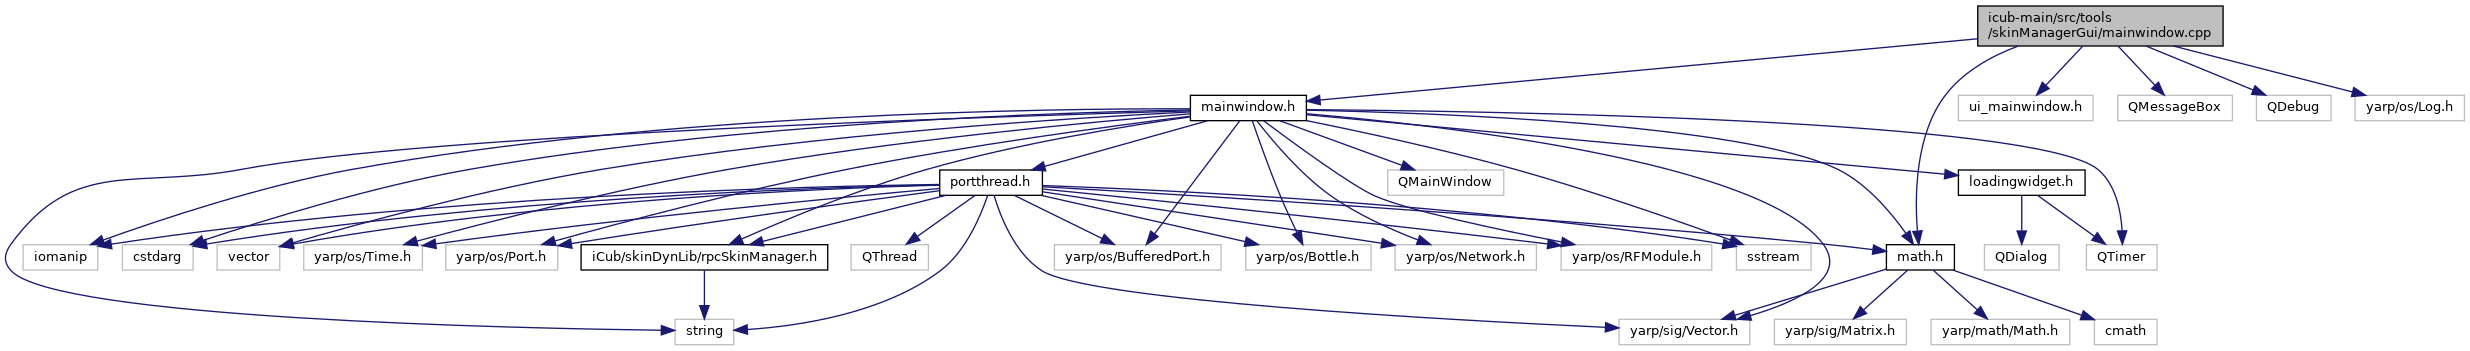 icub-main/src/tools
/skinManagerGui/mainwindow.cpp
mainwindow.h
ui_mainwindow.h
QMessageBox
QDebug
yarp/os/Log.h
portthread.h
QMainWindow
loadingwidget.h
iomanip
cstdarg
vector
yarp/os/Time.h
yarp/os/Port.h
iCub/skinDynLib/rpcSkinManager.h
QThread
yarp/os/BufferedPort.h
yarp/os/Bottle.h
yarp/os/Network.h
yarp/os/RFModule.h
sstream
math.h
QDialog
QTimer
string
yarp/sig/Vector.h
yarp/sig/Matrix.h
yarp/math/Math.h
cmath